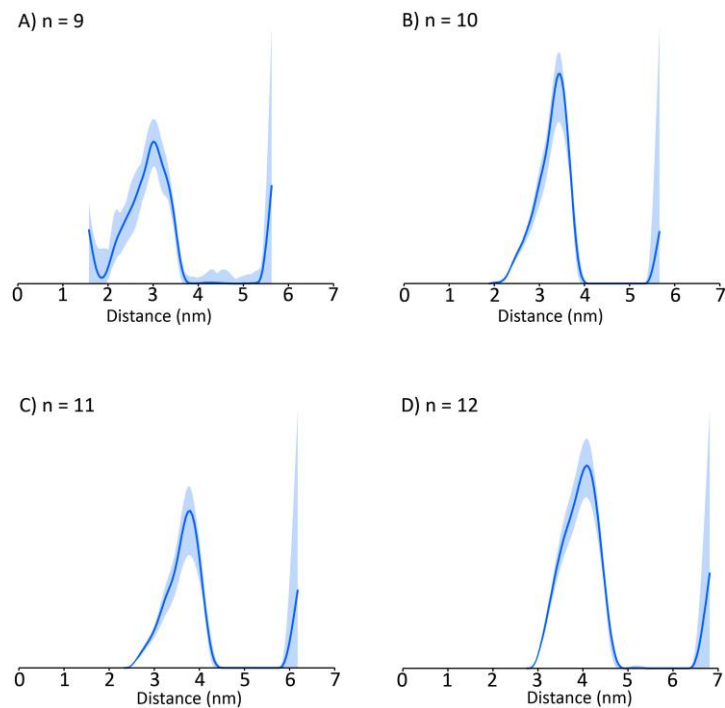 A) n = 9
B) n = 10
0 1 2 3 4 5 6 7
Distance (nm)
0 1 2 3 4 5 6 7
Distance (nm)
C) n = 11
D) n = 12
0 1 2 3 4 5 6 7
Distance (nm)
0 1 2 3 4 5 6 7
Distance (nm)